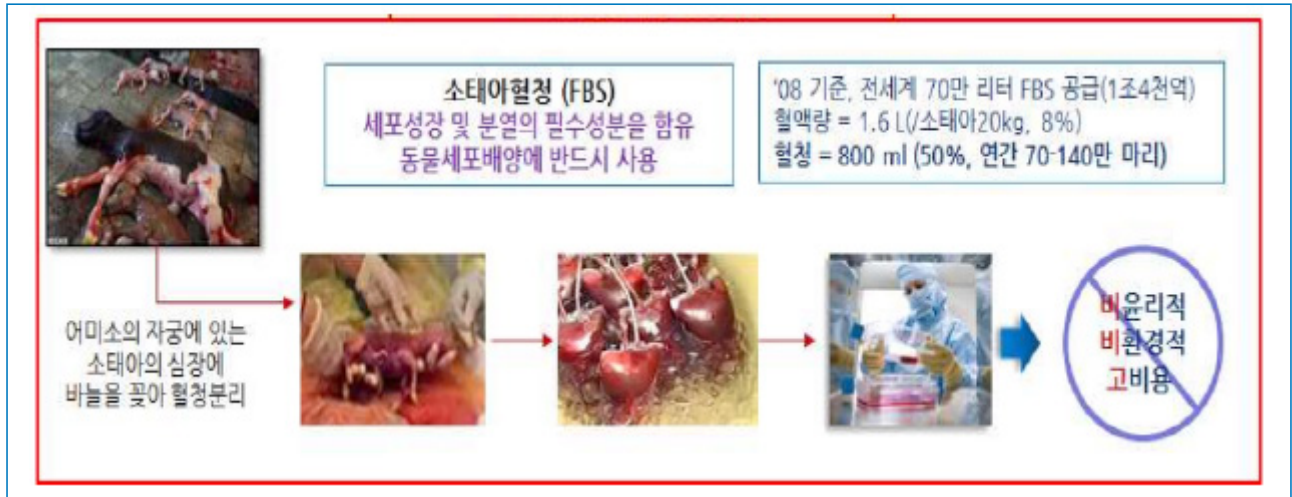 소태아혈청 (FBS)
세포성장 및 분열의 필수성분을 함유
동물세포배양에 반드시 사용
'08 기준, 전세계 70만 리터 FBS 공급(1조4천억)
혈액량 = 1.6 L(/소태아20kg, 8%)
혈청 = 800 ml (50%, 연간 70-140만 마리)
어미소의 자궁에 있는
소태아의 심장에
바늘을 꽂아 혈청분리
비윤리적
비환경적
고비용